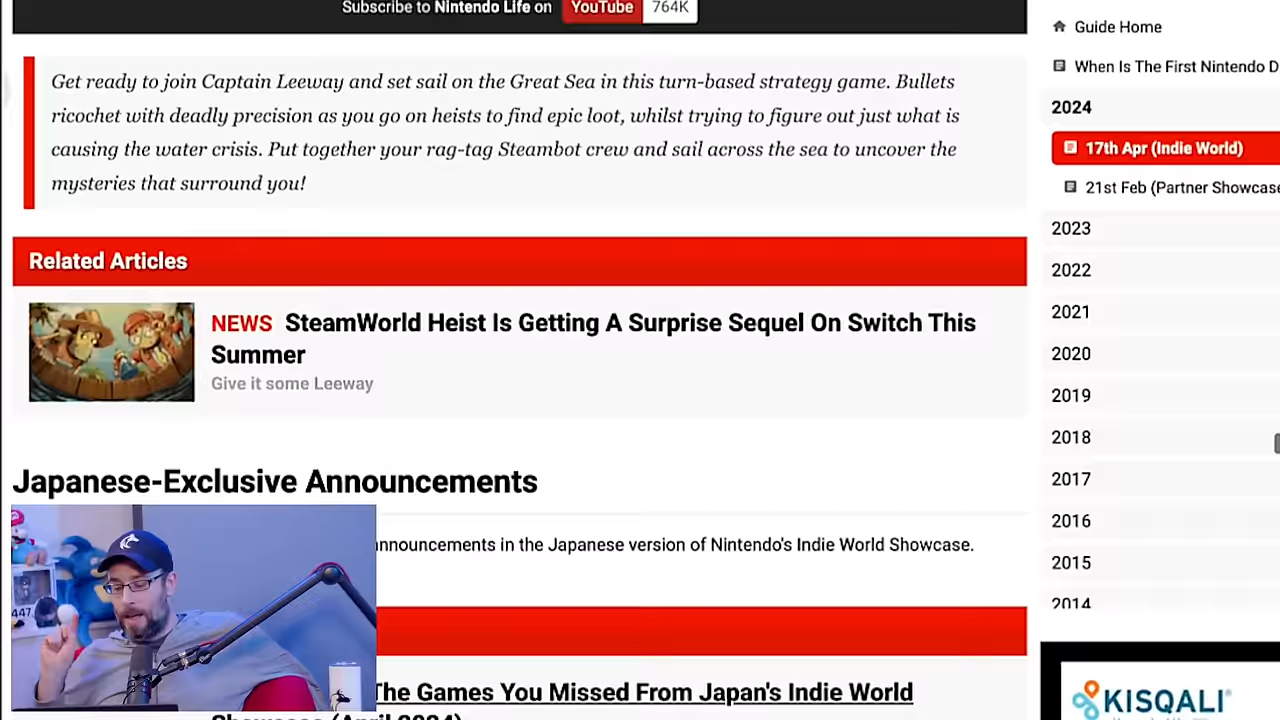 Subscribe to Nintendo Life on YouTube 764K
Get ready to join Captain Leeway and set sail on the Great Sea in this turn-based strategy game. Bullets
ricochet with deadly precision as you go on heists to find epic loot, whilst trying to figure out just what is
causing the water crisis. Put together your rag-tag Steambot crew and sail across the sea to uncover the
mysteries that surround you!
Related Articles
NEWS SteamWorld Heist Is Getting A Surprise Sequel On Switch This
Summer
Give it some Leeway
Japanese-Exclusive Announcements
nnouncements in the Japanese version of Nintendo's Indie World Showcase.
The Games You Missed From Japan's Indie World
Showcase (April 2024)
447
Guide Home
When Is The First Nintendo D
2024
17th Apr (Indie World)
21st Feb (Partner Showcase
2023
2022
2021
2020
2019
2018
2017
2016
2015
2014
KISQALI